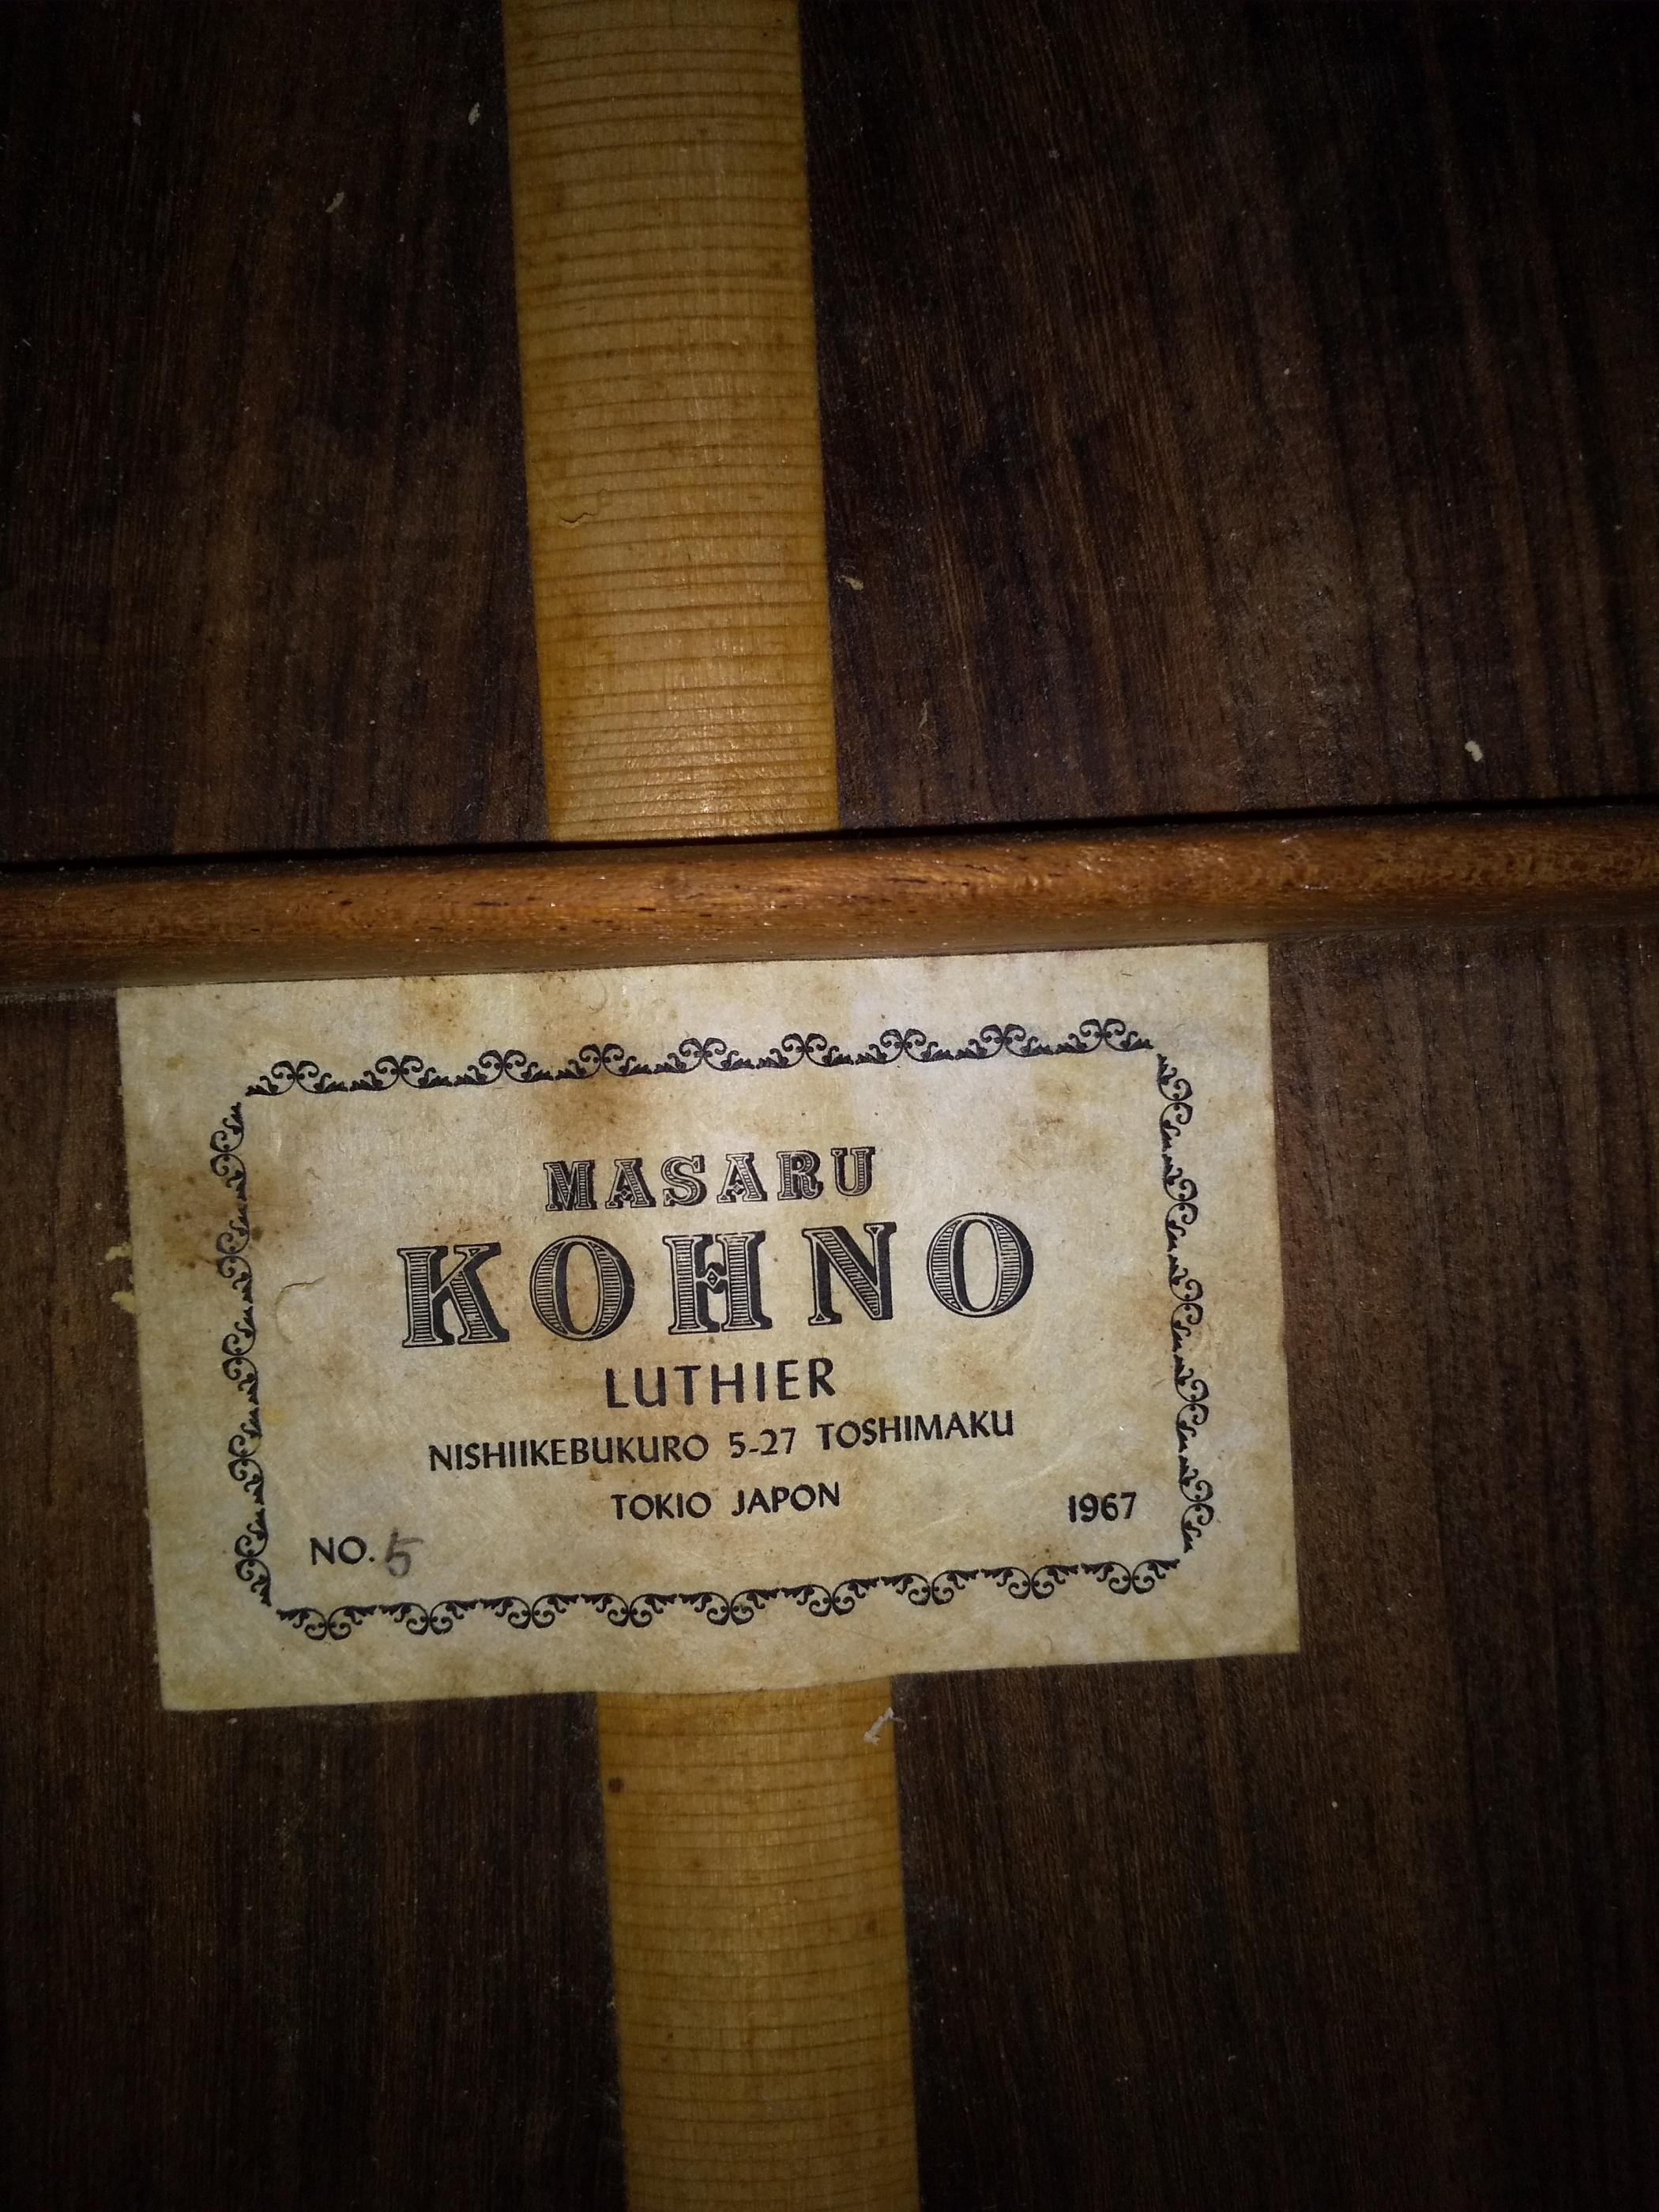 MASARU
KOHNO
LUTHIER
NISHIIKEBUKURO 5-27 TOSHIMAKU
TOKIO JAPON
1967
NO. 5